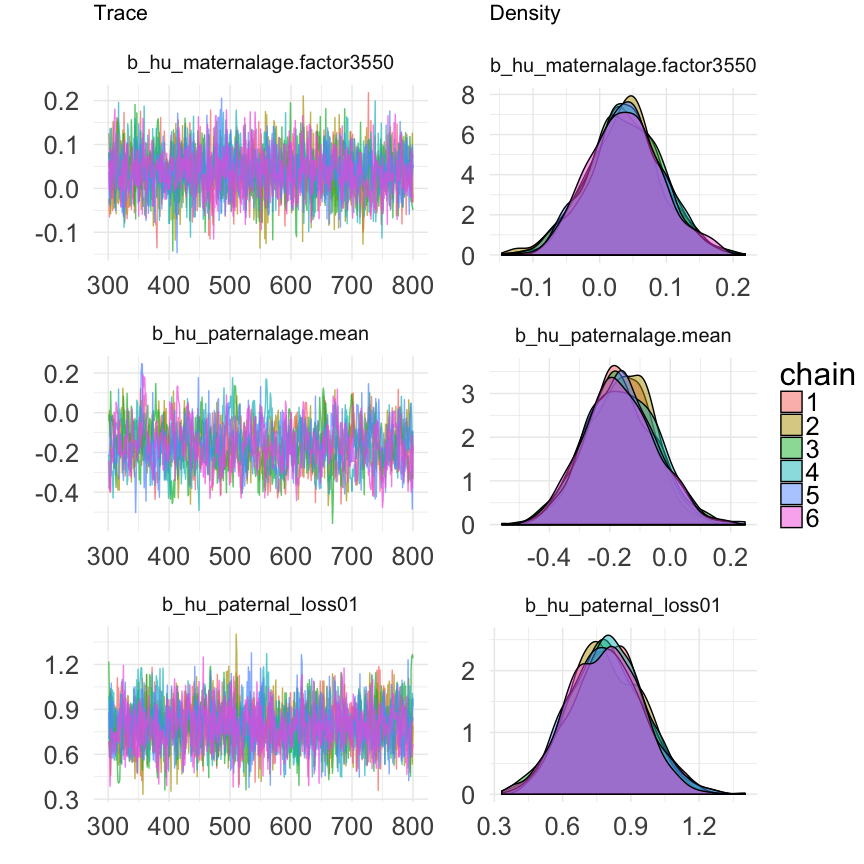 Trace
Density
b_hu_maternalage.factor3550
b_hu_maternalage.factor3550
0.2
0.1
0.0
-0.1
300 400 500 600 700 800
8
6
4
2
0
-0.1 0.0 0.1 0.2
b_hu_paternalage.mean
b_hu_paternalage.mean
0.2
0.0
-0.2
-0.4
300 400 500 600 700 800
3
2
1
0
-0.4 -0.2 0.0 0.2
b_hu_paternal_loss01
b_hu_paternal_loss01
1.2
0.9
0.6
0.3
300 400 500 600 700 800
2
1
0
0.3 0.6 0.9 1.2
chain
1
2
3
4
5
6